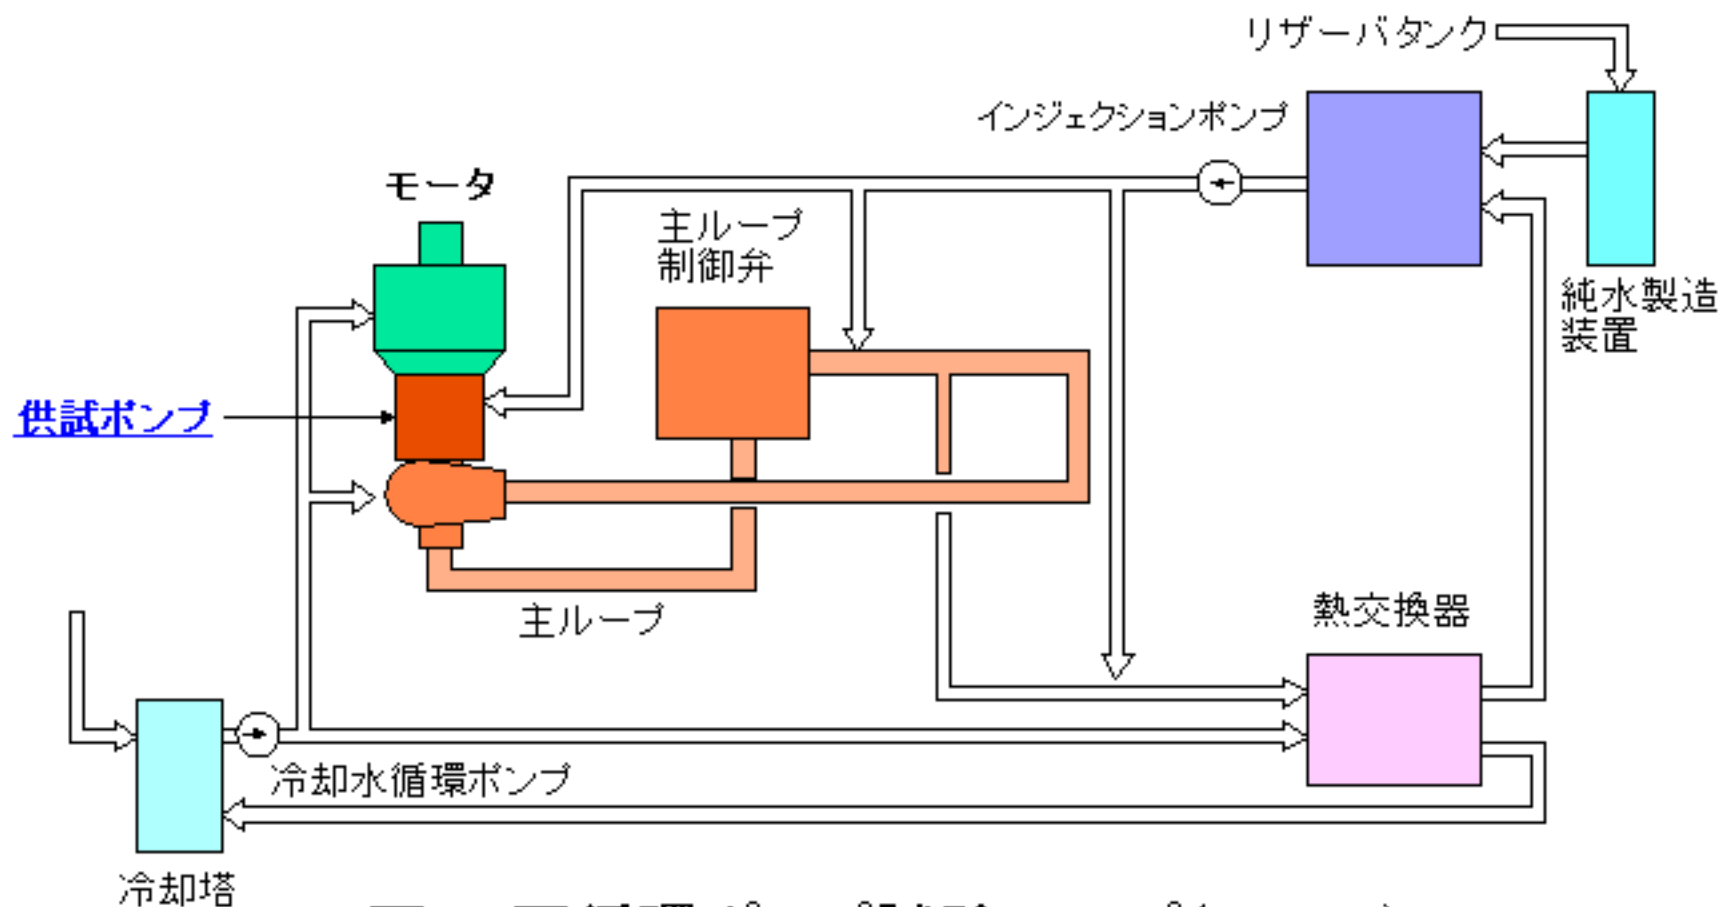 リザーバタンク
インジェクションポンプ
モータ
主ループ
制御弁
純水製造
装置
供試ポンプ
熱交換器
主ループ
冷却水循環ポンプ
冷却塔